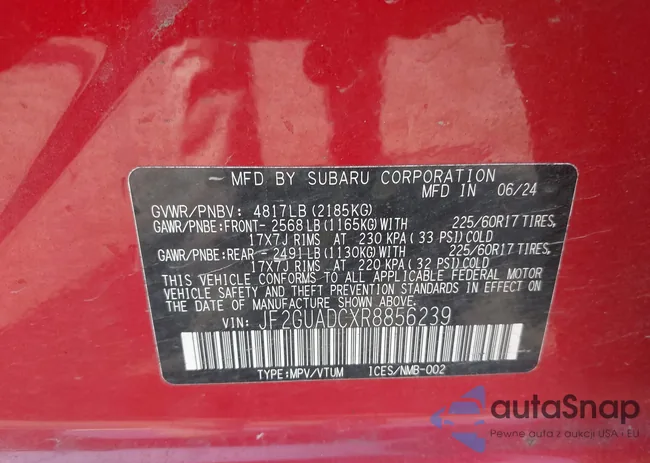 MFD BY SUBARU CORPORATION
MFD IN 06/24
GVWR/PNBV: 4817LB (2185KG)
GAWR/PNBE:FRONT- 2568LB (1165KG) WITH 225/60R17 TIRES,
17X7J RIMS AT 230 KPA (33 PSI) COLD
GAWR/PNBE:REAR - 2491LB (1130KG) WITH 225/60R17 TIRES,
17X7J RIMS AT 220 KPA (32 PSI) COLD
THIS VEHICLE CONFORMS TO ALL APPLICABLE FEDERAL MOTOR
VEHICLE SAFETY AND THEFT PREVENTION STANDARDS IN EFFECT ON
THE DATE OF MANUFACTURE SHOWN ABOVE.
VIN: JF2GUADCXR8856239
TYPE:MPV/VTUM 1CES/NMB-002
autaSnap
Pewne auta z aukcji USA i EU